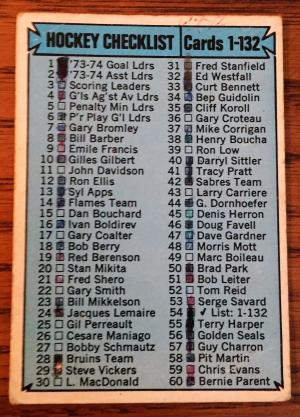 HOCKEY CHECKLIST
Cards 1-132
1 '73-74 Goal Ldrs
2 '73-74 Asst Ldrs
3 Scoring Leaders
4 G'ls Ag'st Av Ldrs
5 Penalty Min Ldrs
6 P'r Play G'l Ldrs
7 Gary Bromley
8 Bill Barber
9 Emile Francis
10 Gilles Gilbert
11 John Davidson
12 Ron Ellis
13 Syl Apps
14 Flames Team
15 Dan Bouchard
16 Ivan Boldirev
17 Gary Coalter
18 Bob Berry
19 Red Berenson
20 Stan Mikita
21 Fred Shero
22 Gary Smith
23 Bill Mikkelson
24 Jacques Lemaire
25 Gil Perreault
26 Cesare Maniago
27 Bobby Schmautz
28 Bruins Team
29 Steve Vickers
30 L. MacDonald
31 Fred Stanfield
32 Ed Westfall
33 Curt Bennett
34 Bep Guidolin
35 Cliff Koroll
36 Gary Croteau
37 Mike Corrigan
38 Henry Boucha
39 Ron Low
40 Darryl Sittler
41 Tracy Pratt
42 Sabres Team
43 Larry Carriere
44 G. Dornhoefer
45 Denis Herron
46 Doug Favell
47 Dave Gardner
48 Morris Mott
49 Marc Boileau
50 Brad Park
51 Bob Leiter
52 Tom Reid
53 Serge Savard
54 ✓ List: 1-132
55 Terry Harper
56 Golden Seals
57 Guy Charron
58 Pit Martin
59 Chris Evans
60 Bernie Parent